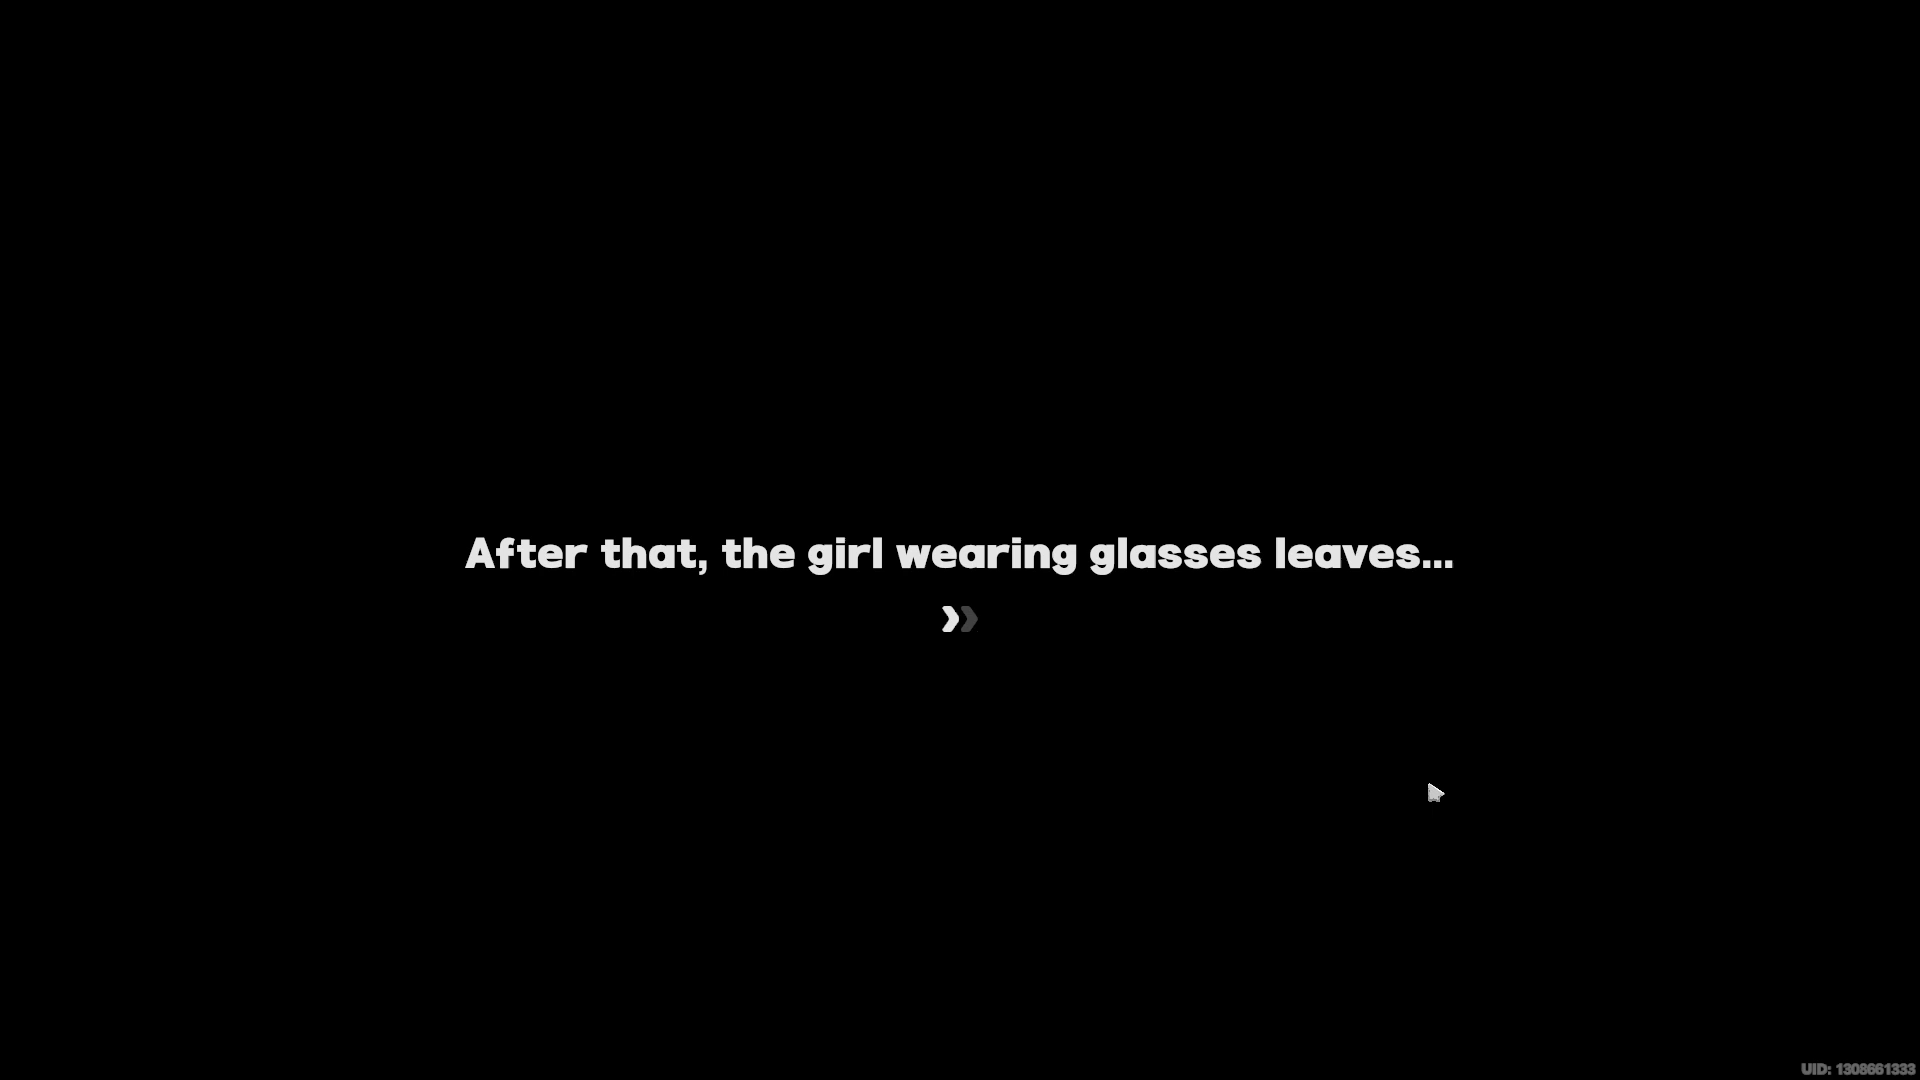 After that, the girl wearing glasses leaves...
UID: 1308661333